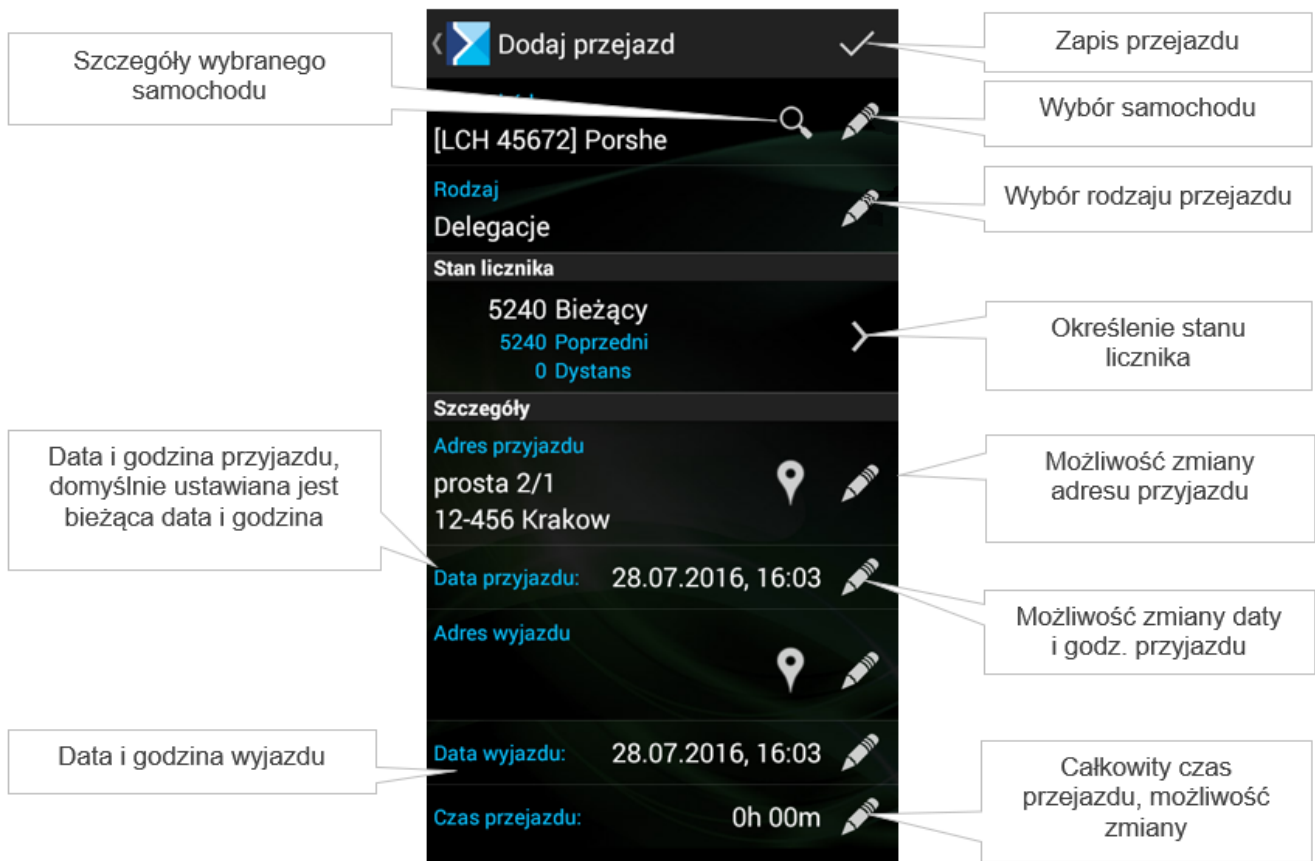 Szczegóły wybranego
samochodu
Data i godzina przyjazdu,
domyślnie ustawiana jest
bieżąca data i godzina
Data i godzina wyjazdu
Dodaj przejazd
[LCH 45672] Porshe
Rodzaj
Delegacje
Stan licznika
5240 Bieżący
5240 Poprzedni
0 Dystans
Szczegóły
Adres przyjazdu
prosta 2/1
12-456 Krakow
Data przyjazdu: 28.07.2016, 16:03
Adres wyjazdu
Data wyjazdu: 28.07.2016, 16:03
Czas przejazdu: 0h 00m
Zapis przejazdu
Wybór samochodu
Wybór rodzaju przejazdu
Określenie stanu
licznika
Możliwość zmiany
adresu przyjazdu
Możliwość zmiany daty
i godz. przyjazdu
Całkowity czas
przejazdu, możliwość
zmiany